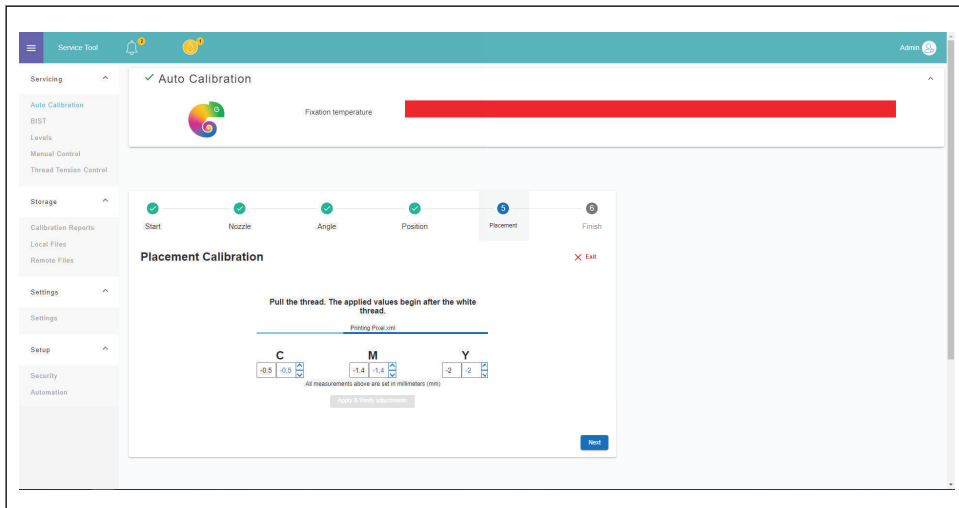 Service Tool
2
1
Admin
Servicing
Auto Calibration
BIST
Levels
Manual Control
Thread Tension Control
Storage
Calibration Reports
Local Files
Remote Files
Settings
Settings
Setup
Security
Automation
Auto Calibration
Fixation temperature
Start
Nozzle
Angle
Position
5
Placement
6
Finish
Placement Calibration
Exit
Pull the thread. The applied values begin after the white
thread.
Printing Pixel.xml
C M Y
-0.5 -0,5 -1.4 -1,4 -2 -2
All measurements above are set in millimeters (mm)
Apply & Verify adjustments
Next